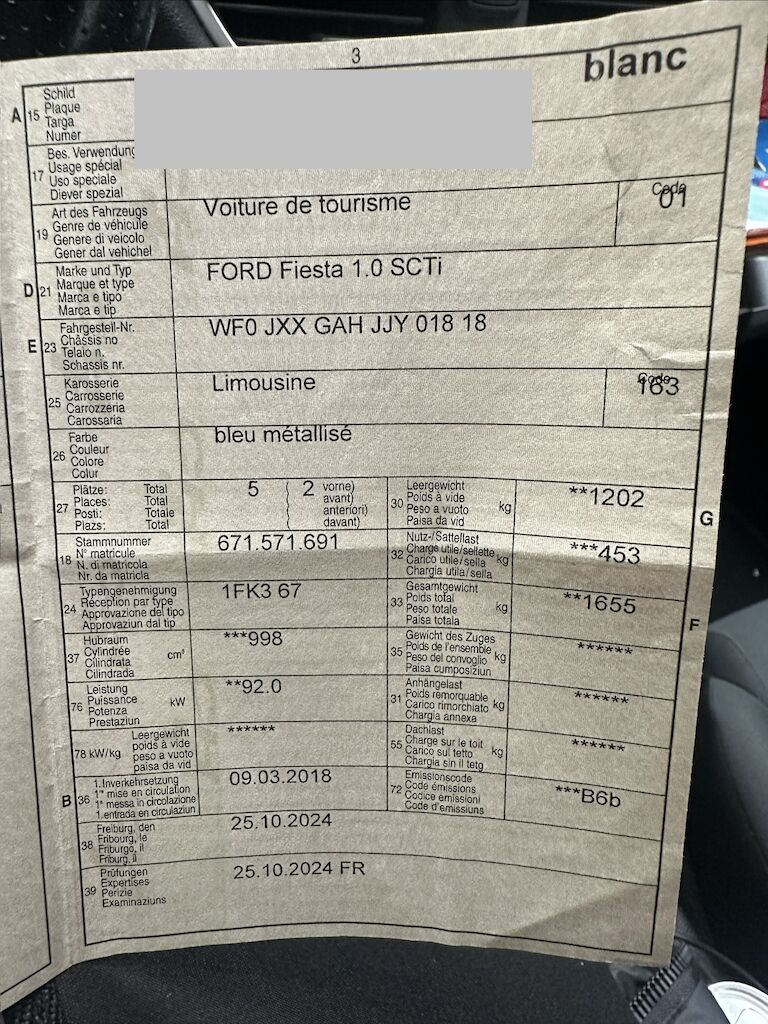 3
blanc
A 15 Schild
Plaque
Targa
Numer
17 Bes. Verwendung
Usage spécial
Uso speciale
Diever spezial
19 Art des Fahrzeugs
Genre de véhicule
Genere di veicolo
Gener dal vehichel
Voiture de tourisme
Code
01
D 21 Marke und Typ
Marque et type
Marca e tipo
Marca e tip
FORD Fiesta 1.0 SCTi
E 23 Fahrgestell-Nr.
Châssis no
Telaio n.
Schassis nr.
WF0 JXX GAH JJY 018 18
25 Karosserie
Carrosserie
Carrozzeria
Carossaria
Limousine
Code
163
26 Farbe
Couleur
Colore
Colur
bleu métallisé
27 Plätze: Total
Places: Total
Posti: Totale
Plazs: Total
5 2 vorne)
avant)
anteriori)
davant)
30 Leergewicht
Poids à vide
Peso a vuoto
Paisa da vid
kg
**1202
G
18 Stammnummer
N° matricule
N. di matricola
Nr. da matricla
671.571.691
32 Nutz-/Sattellast
Charge utile/sellette
Carico utile/sella
Chargia utila/sella
kg
***453
24 Typengenehmigung
Réception par type
Approvazione del tipo
Approvaziun dal tip
1FK3 67
33 Gesamtgewicht
Poids total
Peso totale
Paisa totala
kg
**1655
F
37 Hubraum
Cylindrée
Cilindrata
Cilindrada
cm³
***998
35 Gewicht des Zuges
Poids de l'ensemble
Peso del convoglio
Paisa cumposiziun
kg
******
76 Leistung
Puissance
Potenza
Prestaziun
kW
**92.0
31 Anhängelast
Poids remorquable
Carico rimorchiato
Chargia annexa
kg
******
78 kW/kg Leergewicht
poids à vide
peso a vuoto
paisa da vid
******
55 Dachlast
Charge sur le toit
Carico sul tetto
Chargia sin il tetg
kg
******
B 36 1. Inverkehrsetzung
1re mise en circulation
1a messa in circolazione
1. entrada en circulaziun
09.03.2018
72 Emissionscode
Code émissions
Codice emissioni
Code d'emissiuns
***B6b
38 Freiburg, den
Fribourg, le
Friburgo, il
Friburg, il
25.10.2024
39 Prüfungen
Expertises
Perizie
Examinaziuns
25.10.2024 FR